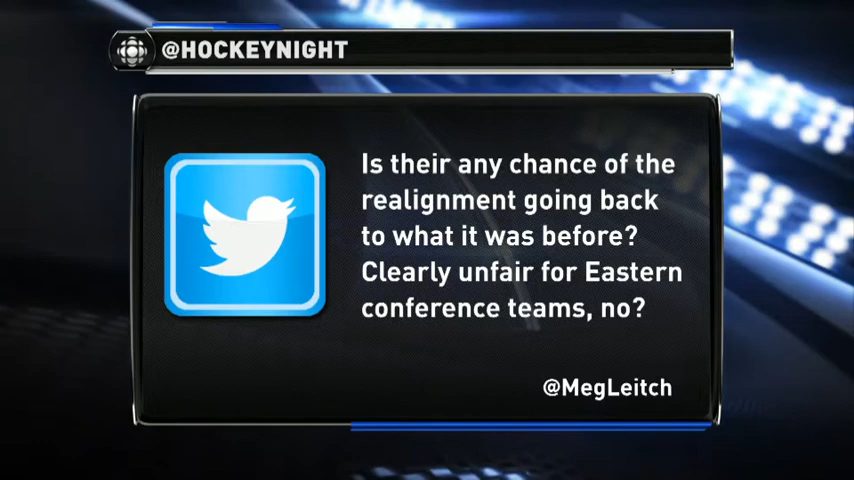 @HOCKEYNIGHT
Is their any chance of the
realignment going back
to what it was before?
Clearly unfair for Eastern
conference teams, no?
@MegLeitch